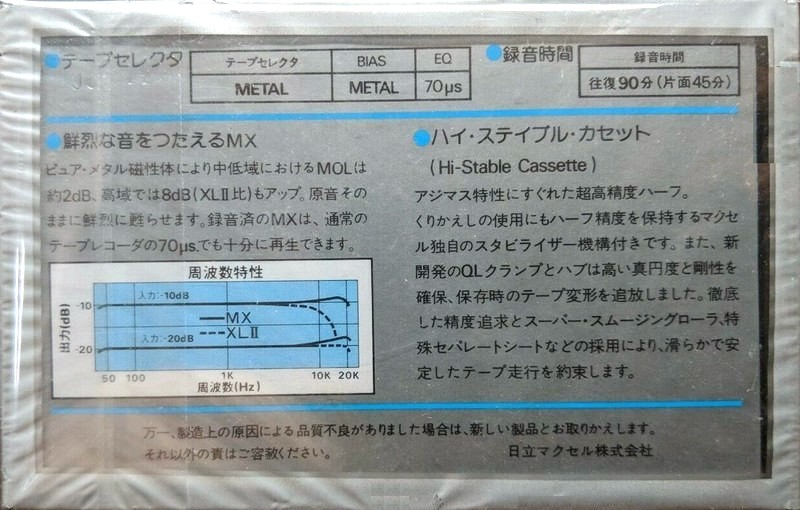 ●テープセレクタ
テープセレクタ BIAS EQ
METAL METAL 70μs
●録音時間
録音時間
往復90分(片面45分)
●鮮烈な音をつたえるMX
ピュア・メタル磁性体により中低域におけるMOLは
約2dB、高域では8dB(XLⅡ比)もアップ。原音その
ままに鮮烈に甦らせます。録音済のMXは、通常の
テープレコーダの70μs.でも十分に再生できます。
周波数特性
出力(dB)
-10
-20
入力:-10dB
MX
XLⅡ
入力:-20dB
50 100 1K 10K 20K
周波数(Hz)
●ハイ・ステイブル・カセット
(Hi-Stable Cassette)
アジマス特性にすぐれた超高精度ハーフ。
くりかえしの使用にもハーフ精度を保持するマクセ
ル独自のスタビライザー機構付きです。また、新
開発のQLクランプとハブは高い真円度と剛性を
確保、保存時のテープ変形を追放しました。徹底
した精度追求とスーパー・スムージングローラ、特
殊セパレートシートなどの採用により、滑らかで安
定したテープ走行を約束します。
万一、製造上の原因による品質不良がありました場合は、新しい製品とお取りかえします。
それ以外の責はご容赦ください。
日立マクセル株式会社